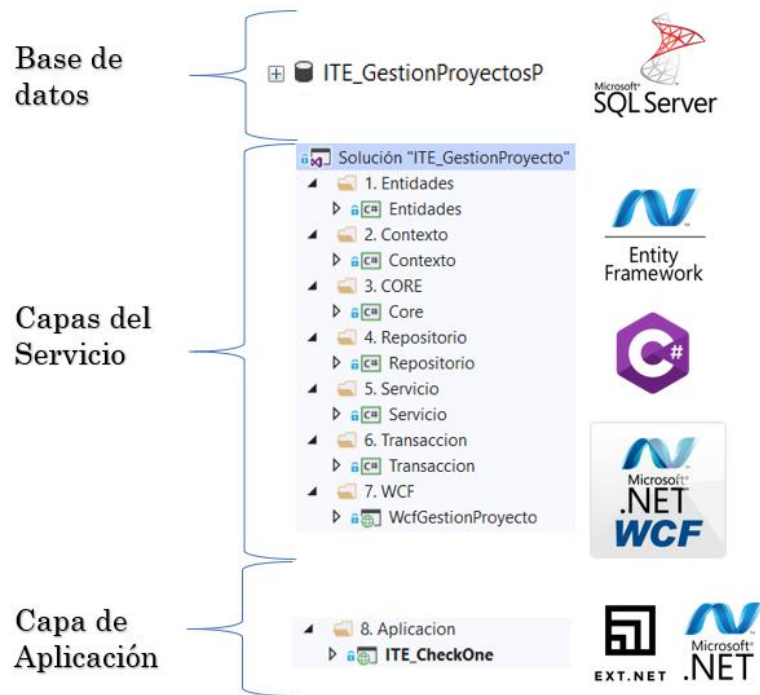 Base de
datos
ITE_GestionProyectosP
Microsoft®
SQL Server
Capas del
Servicio
Solución "ITE_GestionProyecto"
1. Entidades
C# Entidades
2. Contexto
C# Contexto
3. CORE
C# Core
4. Repositorio
C# Repositorio
5. Servicio
C# Servicio
6. Transaccion
C# Transaccion
7. WCF
WcfGestionProyecto
Entity
Framework
C#
Microsoft®
.NET
WCF
Capa de
Aplicación
8. Aplicacion
ITE_CheckOne
EXT.NET
Microsoft®
.NET